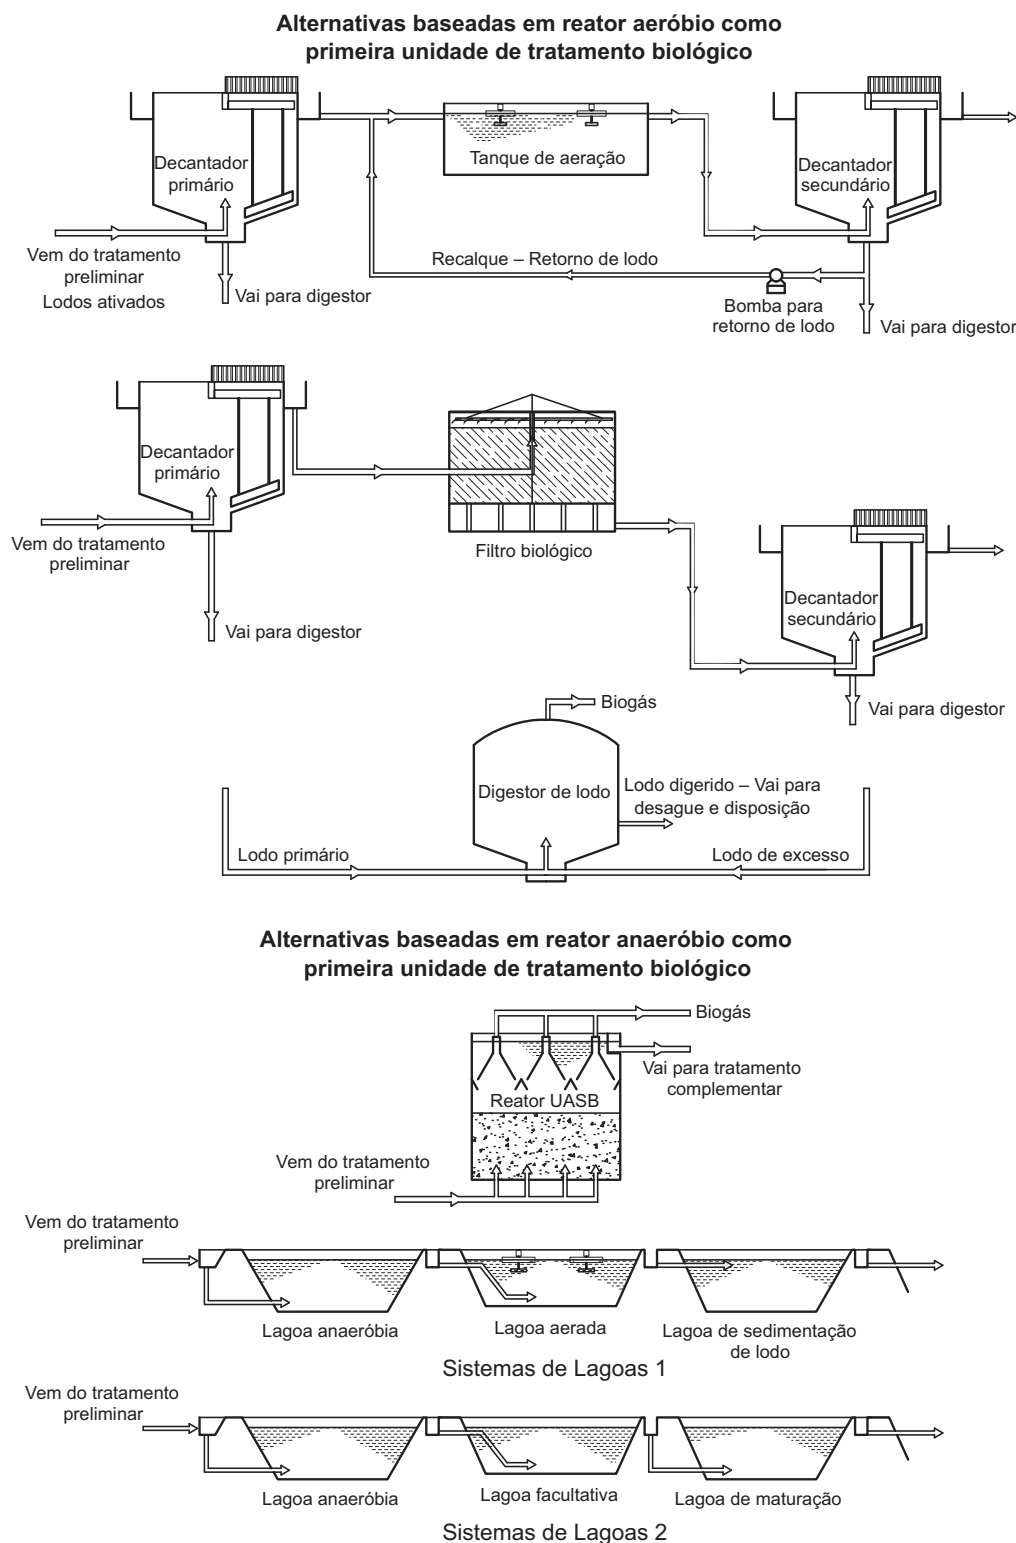 Alternativas baseadas em reator aeróbio como
primeira unidade de tratamento biológico
Decantador
primário
Tanque de aeração
Decantador
secundário
Vem do tratamento
preliminar
Lodos ativados
Vai para digestor
Recalque – Retorno de lodo
Bomba para
retorno de lodo
Vai para digestor
Decantador
primário
Vem do tratamento
preliminar
Filtro biológico
Vai para digestor
Decantador
secundário
Vai para digestor
Biogás
Digestor de lodo
Lodo digerido – Vai para
desague e disposição
Lodo primário
Lodo de excesso
Alternativas baseadas em reator anaeróbio como
primeira unidade de tratamento biológico
Biogás
Vai para tratamento
complementar
Reator UASB
Vem do tratamento
preliminar
Vem do tratamento
preliminar
Lagoa anaeróbia
Lagoa aerada
Lagoa de sedimentação
de lodo
Sistemas de Lagoas 1
Vem do tratamento
preliminar
Lagoa anaeróbia
Lagoa facultativa
Lagoa de maturação
Sistemas de Lagoas 2